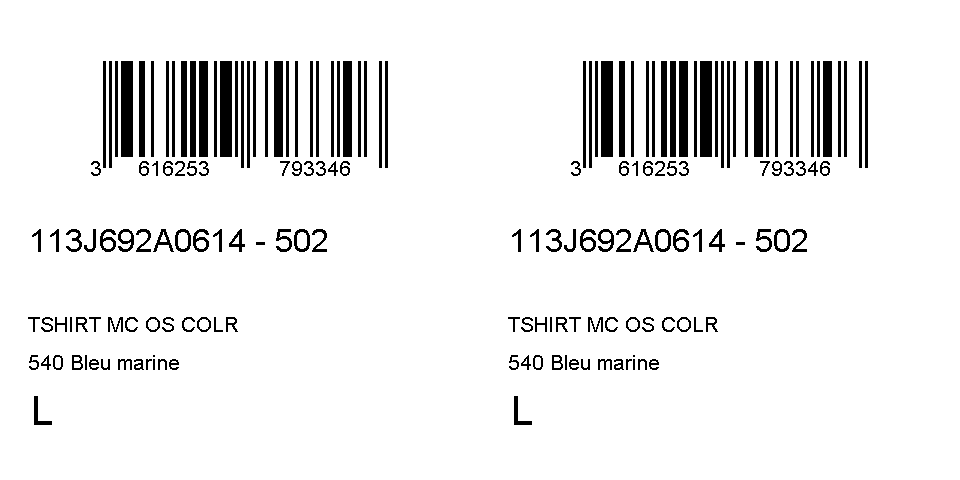 3 616253 793346
113J692A0614 - 502
TSHIRT MC OS COLR
540 Bleu marine
L
3 616253 793346
113J692A0614 - 502
TSHIRT MC OS COLR
540 Bleu marine
L